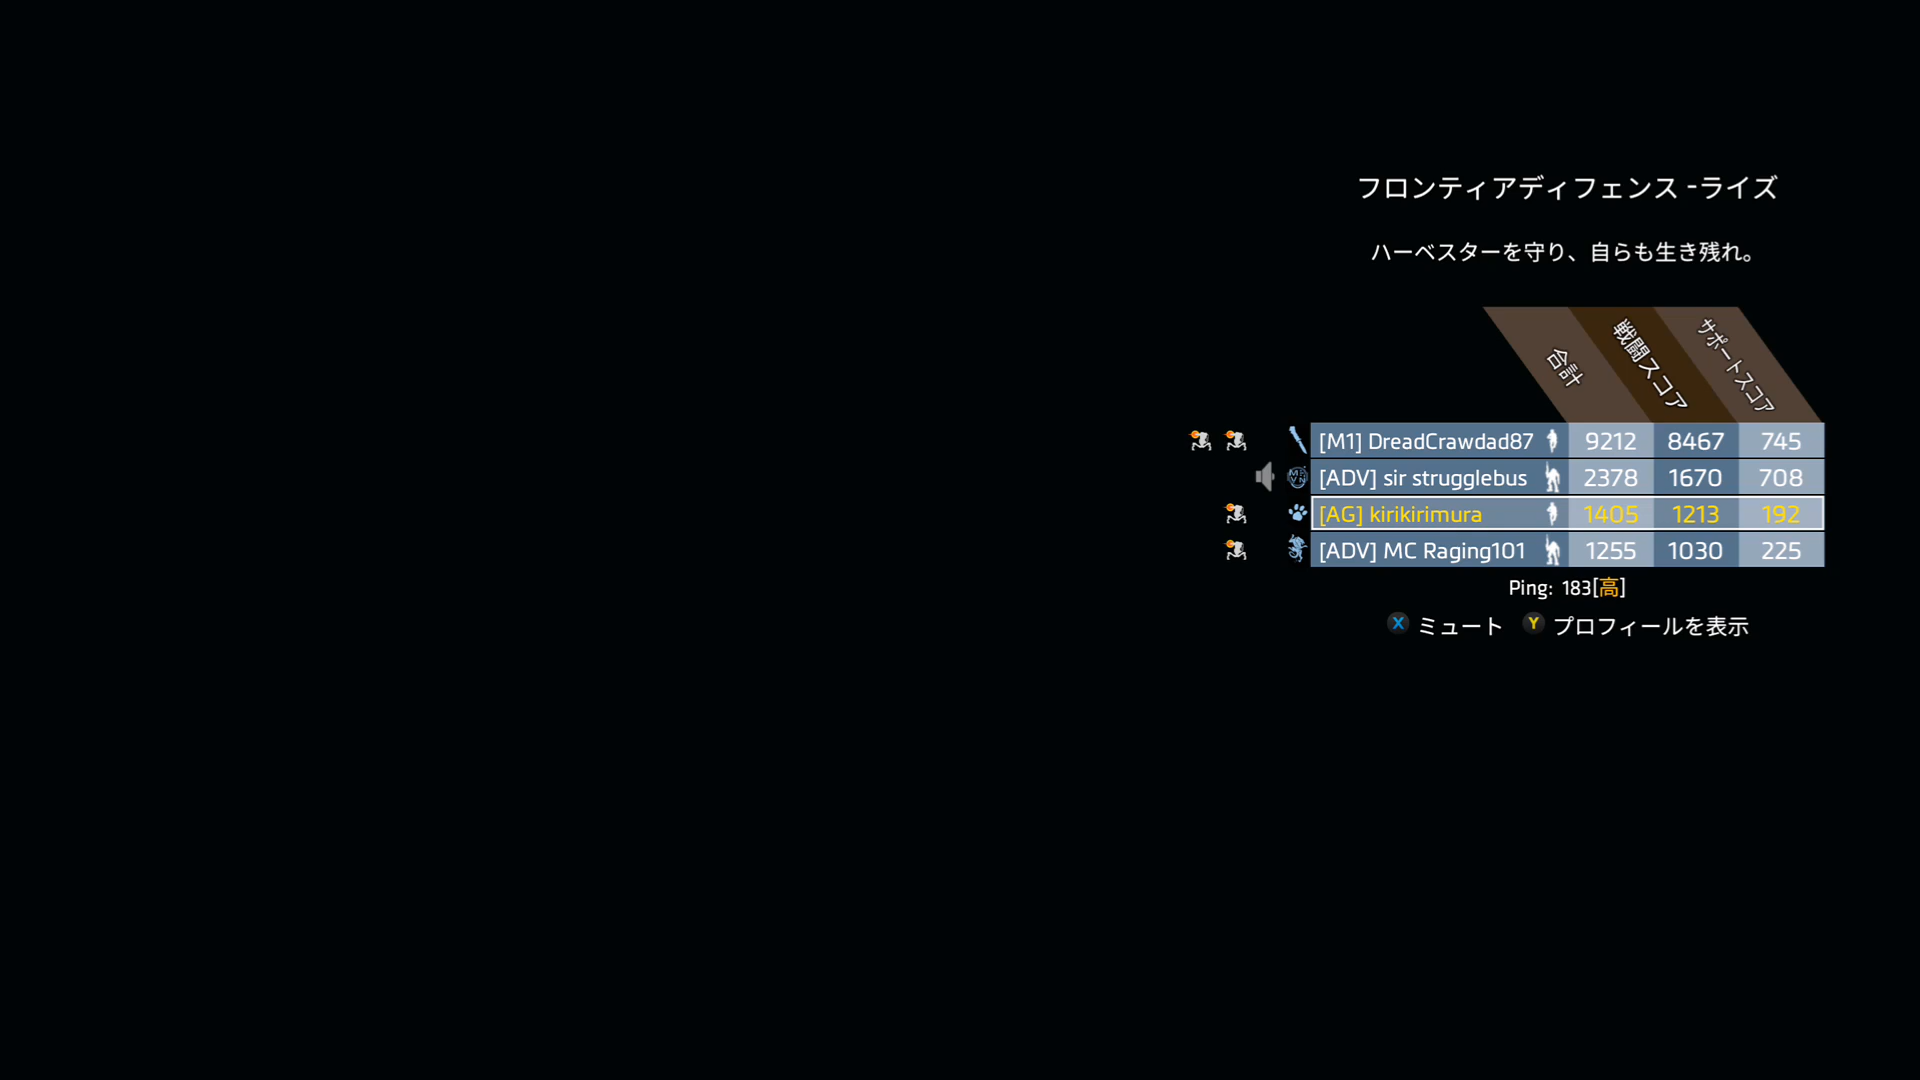 フロンティアディフェンス -ライズ
ハーベスターを守り、自らも生き残れ。
合計 戦闘スコア サポートスコア
[M1] DreadCrawdad87 9212 8467 745
[ADV] sir strugglebus 2378 1670 708
[AG] kirikirimura 1405 1213 192
[ADV] MC Raging101 1255 1030 225
Ping: 183[高]
X ミュート Y プロフィールを表示